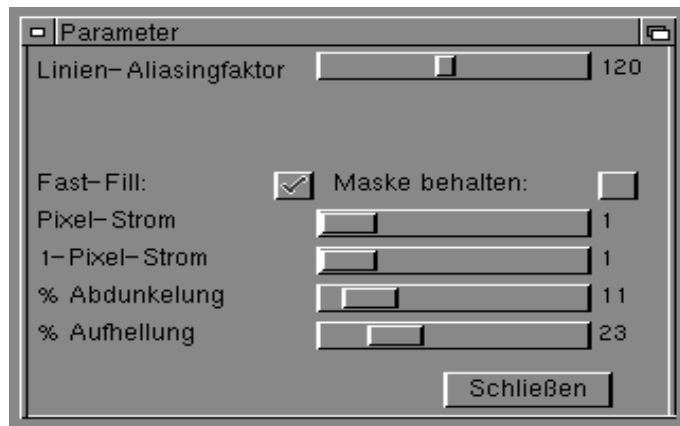 Parameter
Linien-Aliasingfaktor 120
Fast-Fill: Maske behalten:
Pixel-Strom 1
1-Pixel-Strom 1
% Abdunkelung 11
% Aufhellung 23
Schließen